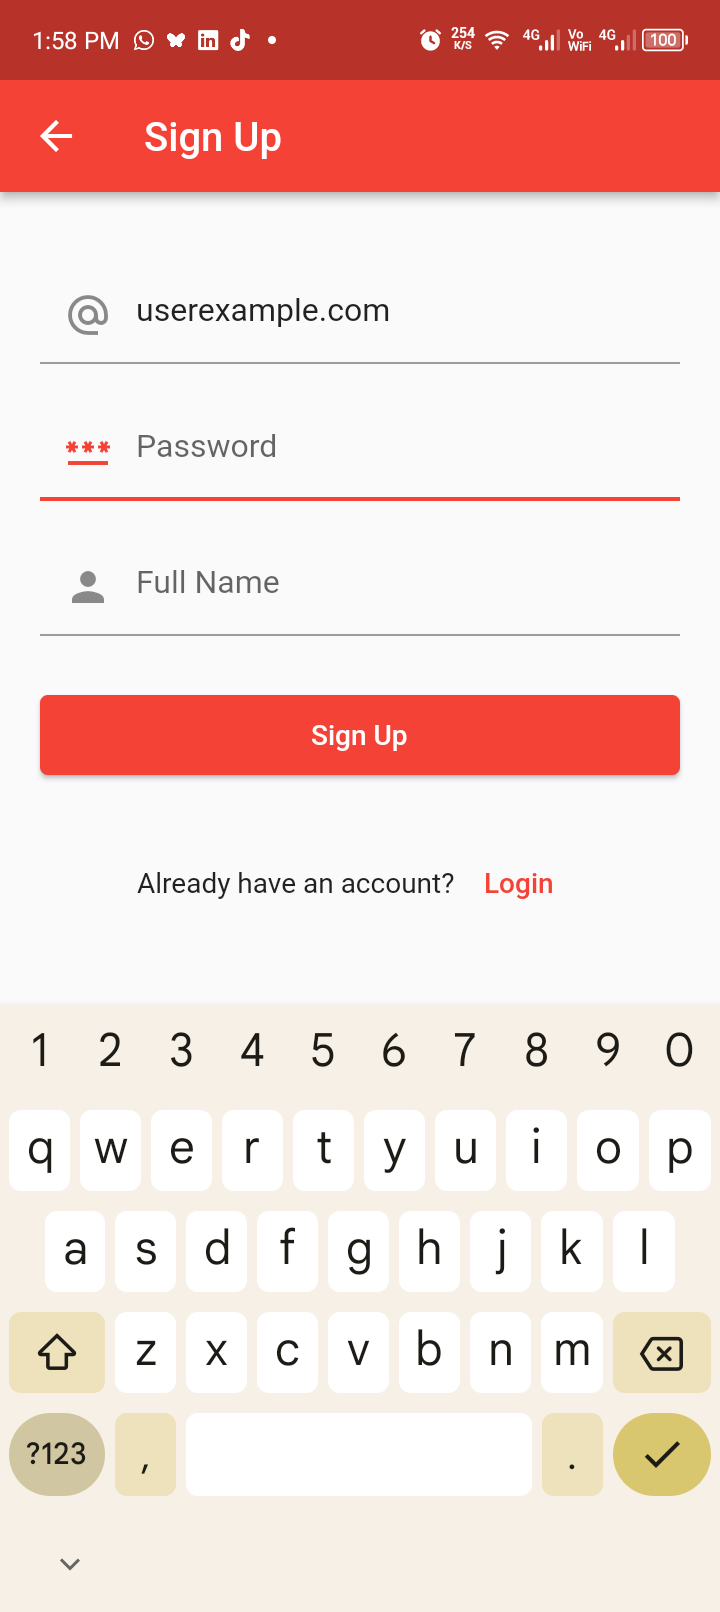 1:58 PM 254 K/S 4G Vo WiFi 4G 100
Sign Up
userexample.com
*** Password
Full Name
Sign Up
Already have an account? Login
1 2 3 4 5 6 7 8 9 0
q w e r t y u i o p
a s d f g h j k l
z x c v b n m
?123 , .